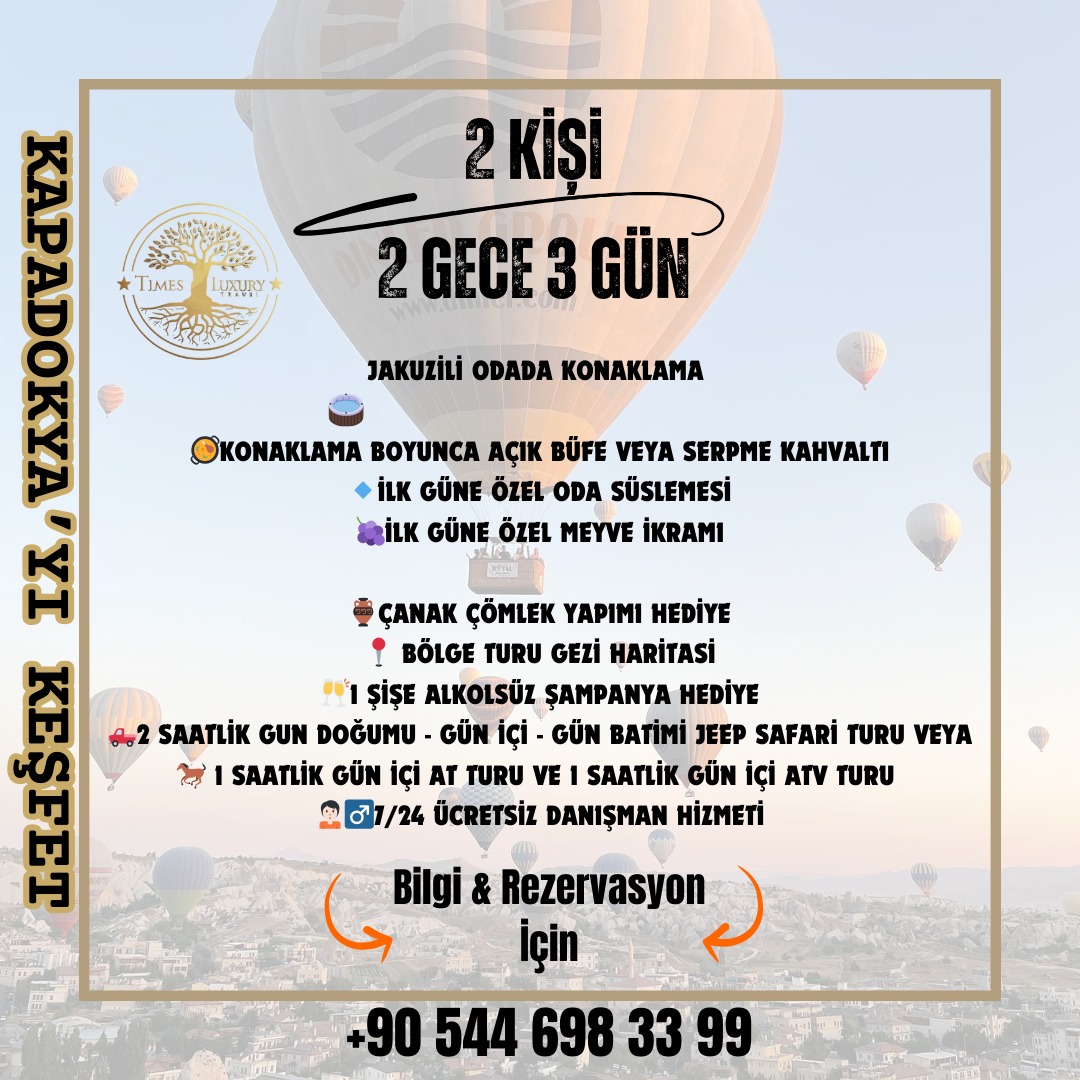 KAPADOKYA'YI KEŞFET
2 KİŞİ
2 GECE 3 GÜN
TIMES LUXURY
TRAVEL
JAKUZİLİ ODADA KONAKLAMA
KONAKLAMA BOYUNCA AÇIK BÜFE VEYA SERPME KAHVALTI
İLK GÜNE ÖZEL ODA SÜSLEMESİ
İLK GÜNE ÖZEL MEYVE İKRAMI
ROYAL
ÇANAK ÇÖMLEK YAPIMI HEDİYE
BÖLGE TURU GEZİ HARİTASİ
1 ŞİŞE ALKOLSÜZ ŞAMPANYA HEDİYE
2 SAATLİK GUN DOĞUMU - GÜN İÇİ - GÜN BATIMİ JEEP SAFARİ TURU VEYA
1 SAATLİK GÜN İÇİ AT TURU VE 1 SAATLİK GÜN İÇİ ATV TURU
7/24 ÜCRETSİZ DANIŞMAN HİZMETİ
Bilgi & Rezervasyon
İçin
+90 544 698 33 99